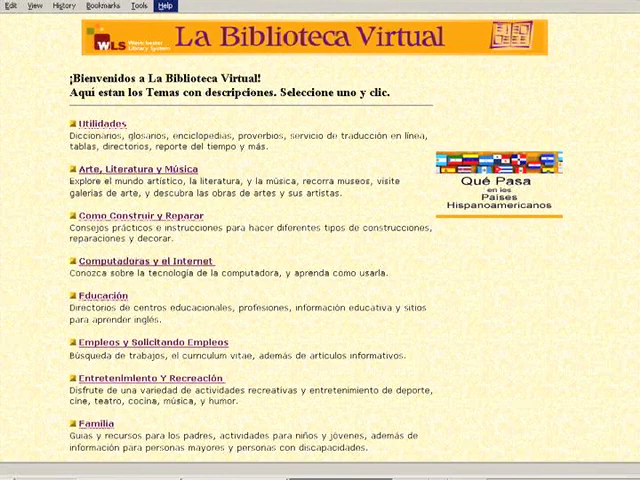 Edit View History Bookmarks Tools Help
WLS Westchester Library System La Biblioteca Virtual
¡Bienvenidos a La Biblioteca Virtual!
Aquí estan los Temas con descripciones. Seleccione uno y clic.
Utilidades
Diccionarios, glosarios, enciclopedias, proverbios, servicio de traducción en línea,
tablas, directorios, reporte del tiempo y más.
Arte, Literatura y Música
Explore el mundo artístico, la literatura, y la música, recorra museos, visite
galerias de arte, y descubra las obras de artes y sus artistas.
Como Construir y Reparar
Consejos prácticos e instrucciones para hacer diferentes tipos de construcciones,
reparaciones y decorar.
Computadoras y el Internet
Conozca sobre la tecnología de la computadora, y aprenda como usarla.
Educación
Directorios de centros educacionales, profesiones, información educativa y sitios
para aprender inglés.
Empleos y Solicitando Empleos
Búsqueda de trabajos, el curriculum vitae, además de artículos informativos.
Entretenimiento Y Recreación
Disfrute de una variedad de actividades recreativas y entretenimiento de deporte,
cine, teatro, cocina, música, y humor.
Familia
Guias y recursos para los padres, actividades para niños y jóvenes, además de
información para personas mayores y personas con discapacidades.
Qué Pasa
en los
Países
Hispanoamericanos